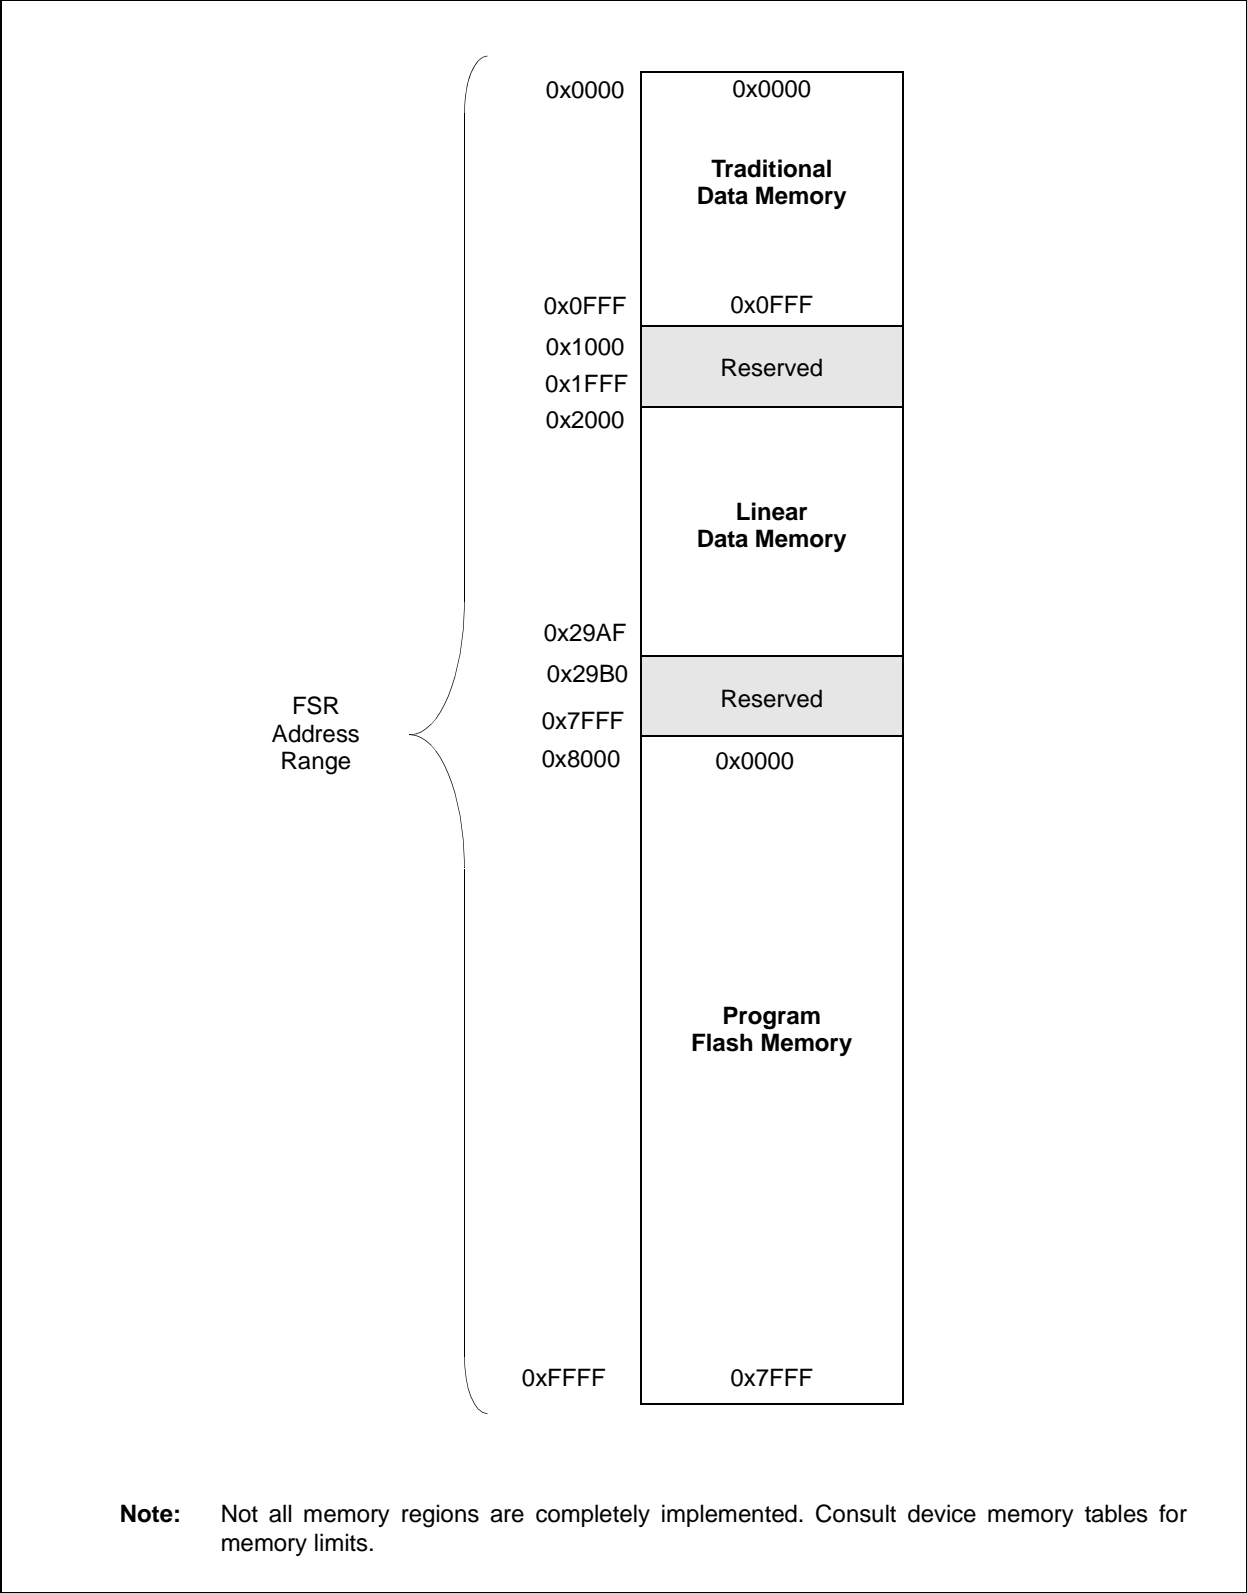 0x0000 0x0000
Traditional
Data Memory
0x0FFF 0x0FFF
0x1000
Reserved
0x1FFF
0x2000
Linear
Data Memory
0x29AF
0x29B0
Reserved
0x7FFF
FSR
Address
Range
0x8000 0x0000
Program
Flash Memory
0xFFFF 0x7FFF
Note: Not all memory regions are completely implemented. Consult device memory tables for
memory limits.